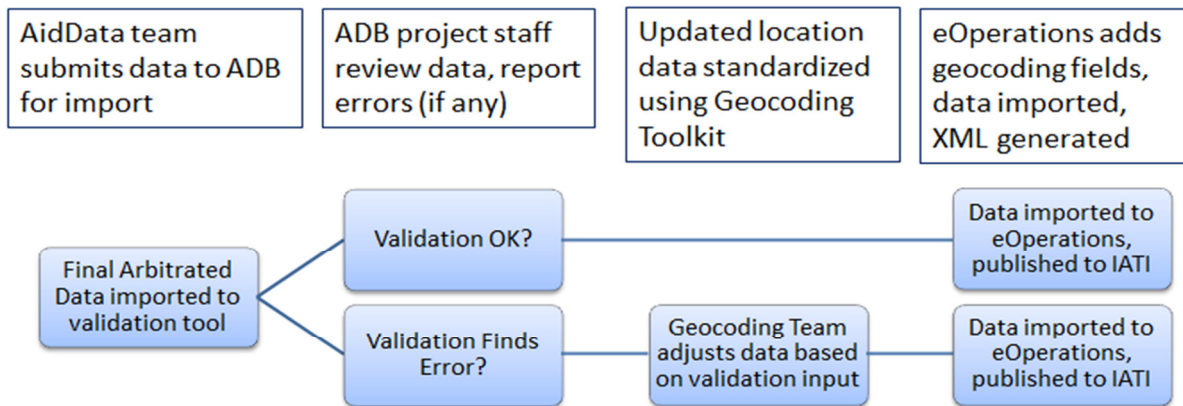 AidData team
submits data to ADB
for import
ADB project staff
review data, report
errors (if any)
Updated location
data standardized
using Geocoding
Toolkit
eOperations adds
geocoding fields,
data imported,
XML generated
Final Arbitrated
Data imported to
validation tool
Validation OK?
Data imported to
eOperations,
published to IATI
Validation Finds
Error?
Geocoding Team
adjusts data based
on validation input
Data imported to
eOperations,
published to IATI